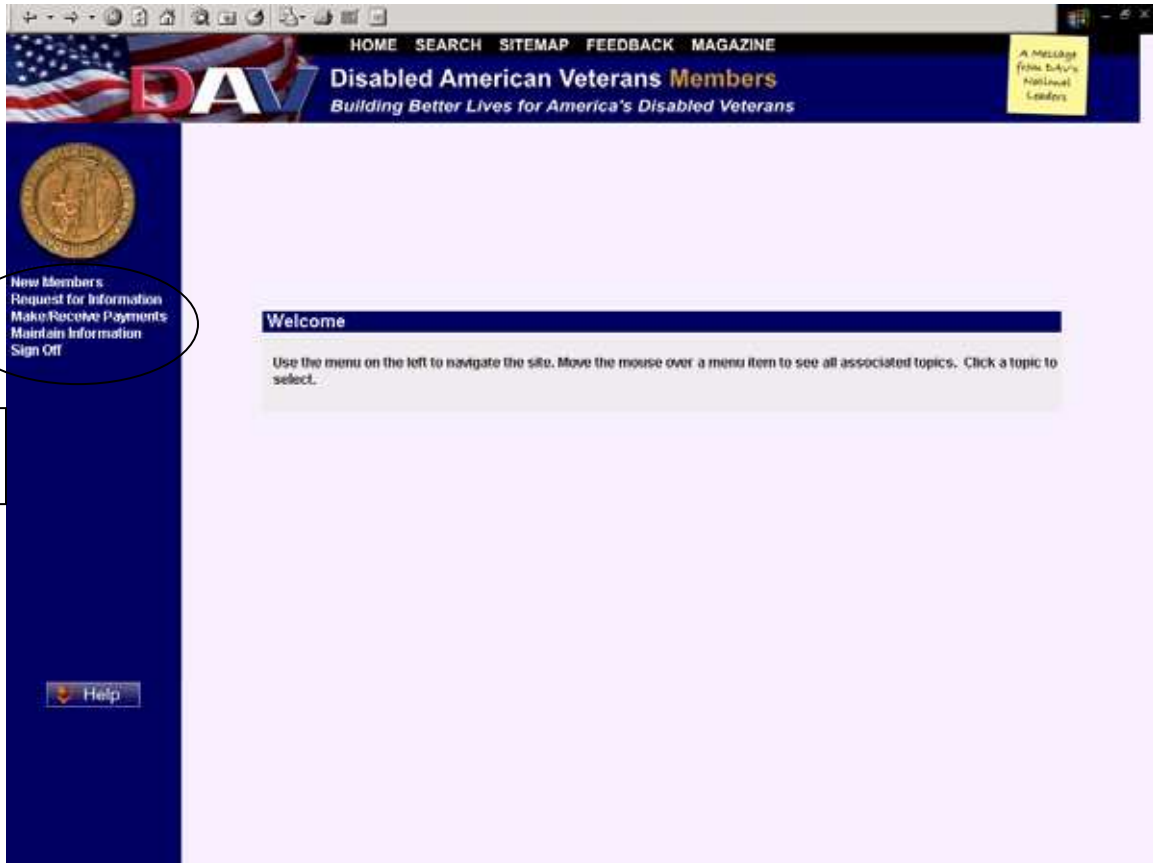 HOME SEARCH SITEMAP FEEDBACK MAGAZINE
DAV
Disabled American Veterans Members
Building Better Lives for America's Disabled Veterans
A Message
from DAV's
National
Leaders
New Members
Request for Information
Make/Receive Payments
Maintain Information
Sign Off
Welcome
Use the menu on the left to navigate the site. Move the mouse over a menu item to see all associated topics. Click a topic to
select.
Help